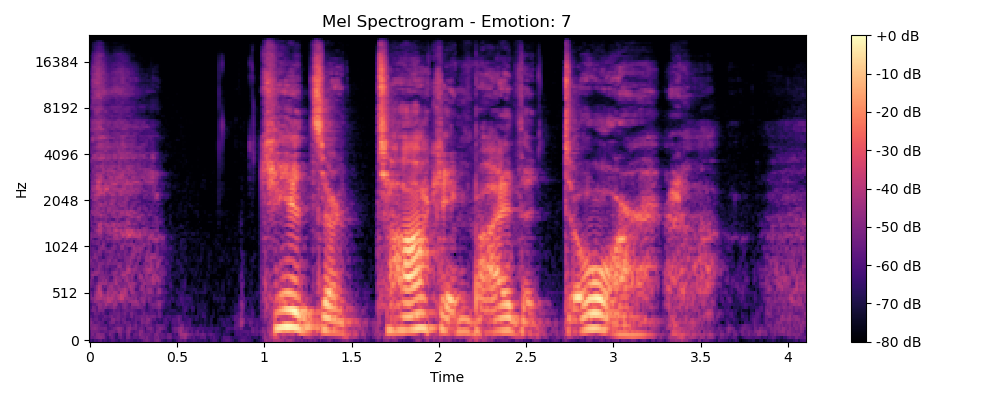 Mel Spectrogram - Emotion: 7
Hz
16384
8192
4096
2048
1024
512
0
0
0.5
1
1.5
2
2.5
3
3.5
4
Time
+0 dB
-10 dB
-20 dB
-30 dB
-40 dB
-50 dB
-60 dB
-70 dB
-80 dB